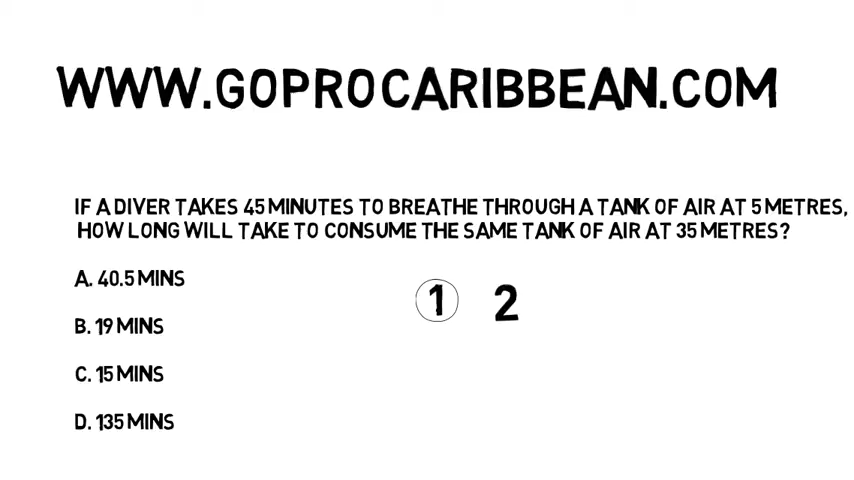 WWW.GOPROCARIBBEAN.COM
IF A DIVER TAKES 45 MINUTES TO BREATHE THROUGH A TANK OF AIR AT 5 METRES,
HOW LONG WILL TAKE TO CONSUME THE SAME TANK OF AIR AT 35 METRES?
A. 40.5 MINS
1 2
B. 19 MINS
C. 15 MINS
D. 135 MINS